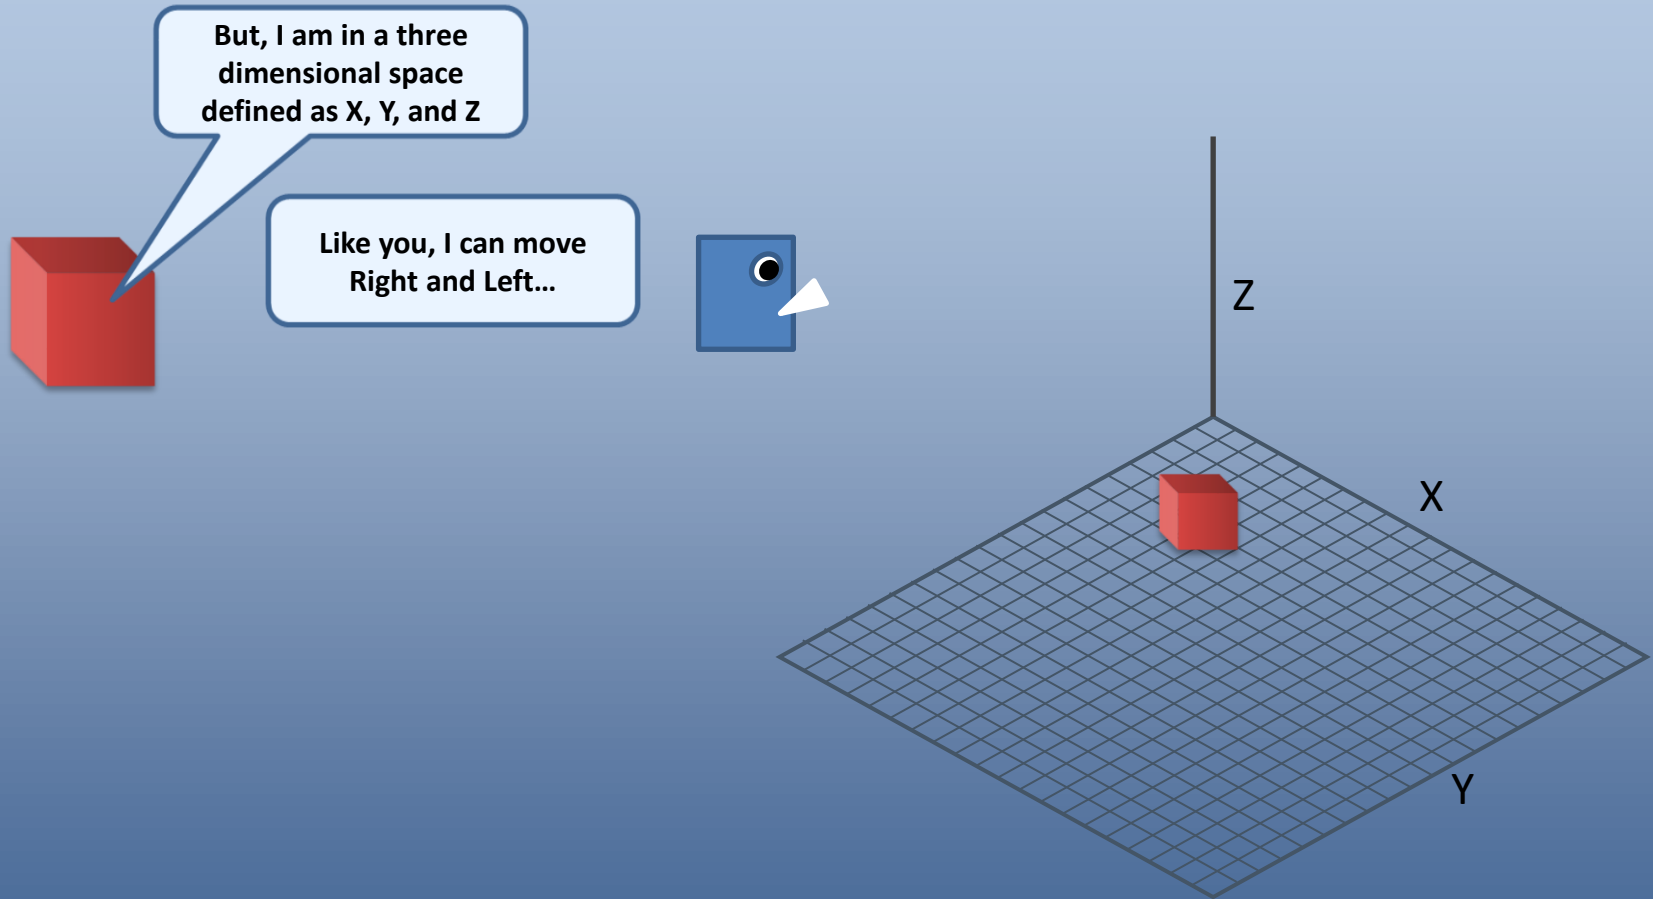 But, I am in a three
dimensional space
defined as X, Y, and Z
Like you, I can move
Right and Left...
Z
X
Y